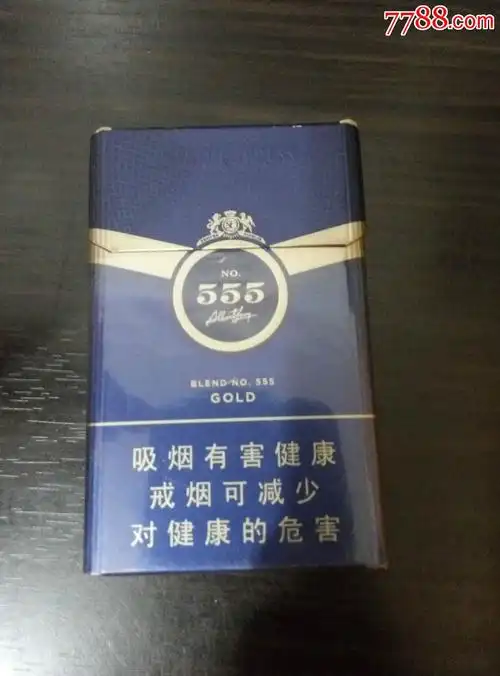 7788.com
NO.
555
BLEND NO. 555
GOLD
吸烟有害健康
戒烟可减少
对健康的危害